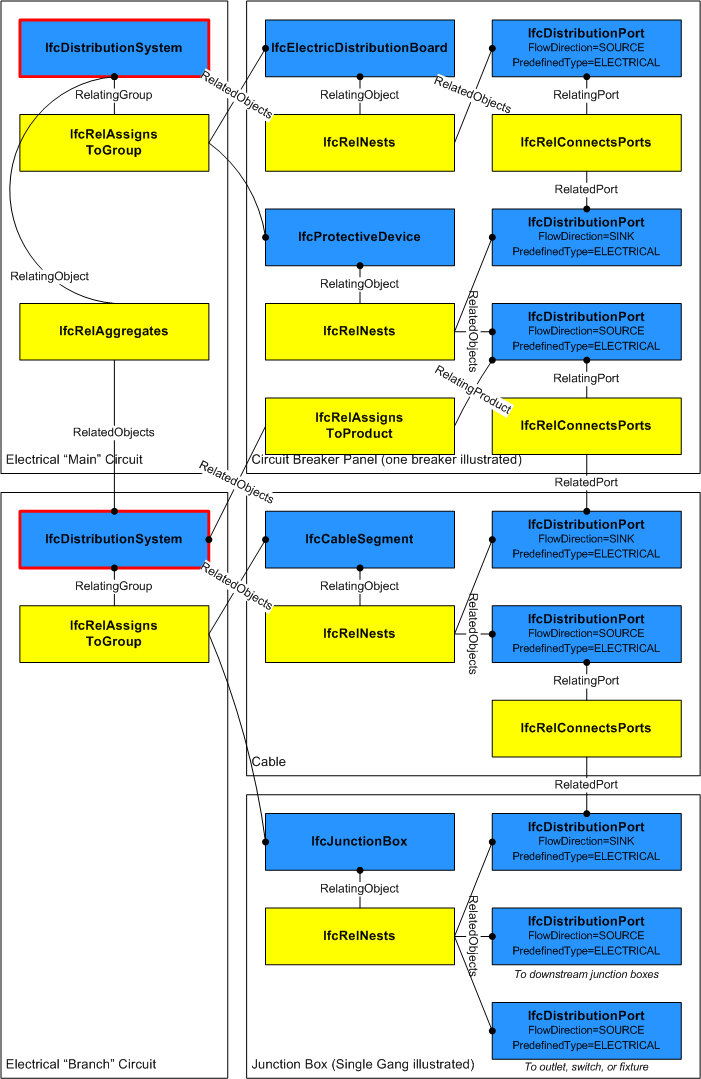 IfcDistributionSystem
RelatingGroup
IfcRelAssigns
ToGroup
RelatingObject
IfcRelAggregates
RelatedObjects
Electrical “Main” Circuit
RelatedObjects
IfcElectricDistributionBoard
RelatingObject
IfcRelNests
RelatedObjects
IfcDistributionPort
FlowDirection=SOURCE
PredefinedType=ELECTRICAL
RelatingPort
IfcRelConnectsPorts
RelatedPort
IfcProtectiveDevice
RelatingObject
IfcRelNests
RelatedObjects
IfcDistributionPort
FlowDirection=SINK
PredefinedType=ELECTRICAL
IfcDistributionPort
FlowDirection=SOURCE
PredefinedType=ELECTRICAL
RelatingProduct
RelatingPort
IfcRelAssigns
ToProduct
IfcRelConnectsPorts
Circuit Breaker Panel (one breaker illustrated)
RelatedObjects
RelatedPort
IfcDistributionSystem
RelatingGroup
IfcRelAssigns
ToGroup
Electrical “Branch” Circuit
RelatedObjects
IfcCableSegment
RelatingObject
IfcRelNests
RelatedObjects
IfcDistributionPort
FlowDirection=SINK
PredefinedType=ELECTRICAL
IfcDistributionPort
FlowDirection=SOURCE
PredefinedType=ELECTRICAL
RelatingPort
IfcRelConnectsPorts
Cable
RelatedPort
IfcJunctionBox
RelatingObject
IfcRelNests
RelatedObjects
IfcDistributionPort
FlowDirection=SINK
PredefinedType=ELECTRICAL
IfcDistributionPort
FlowDirection=SOURCE
PredefinedType=ELECTRICAL
To downstream junction boxes
IfcDistributionPort
FlowDirection=SOURCE
PredefinedType=ELECTRICAL
To outlet, switch, or fixture
Junction Box (Single Gang illustrated)